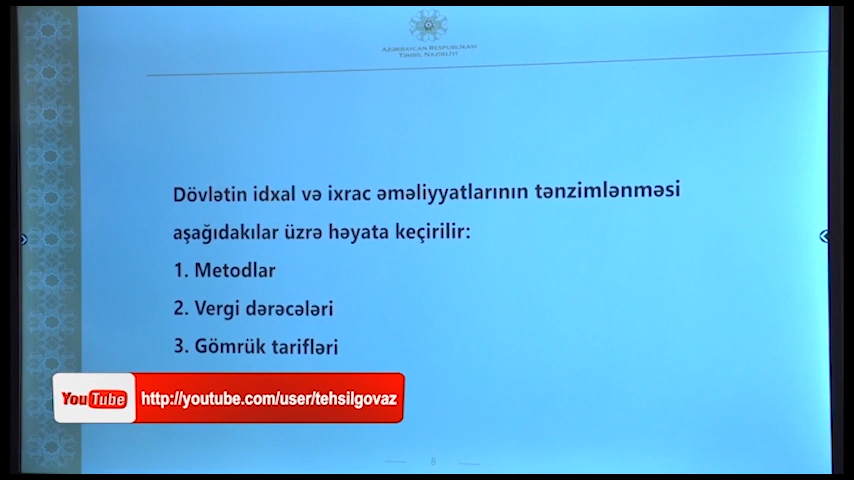 AZƏRBAYCAN RESPUBLİKASI
TƏHSİL NAZİRLİYİ
Dövlətin idxal və ixrac əməliyyatlarının tənzimlənməsi
aşağıdakılar üzrə həyata keçirilir:
1. Metodlar
2. Vergi dərəcələri
3. Gömrük tarifləri
YouTube http://youtube.com/user/tehsilgovaz
8